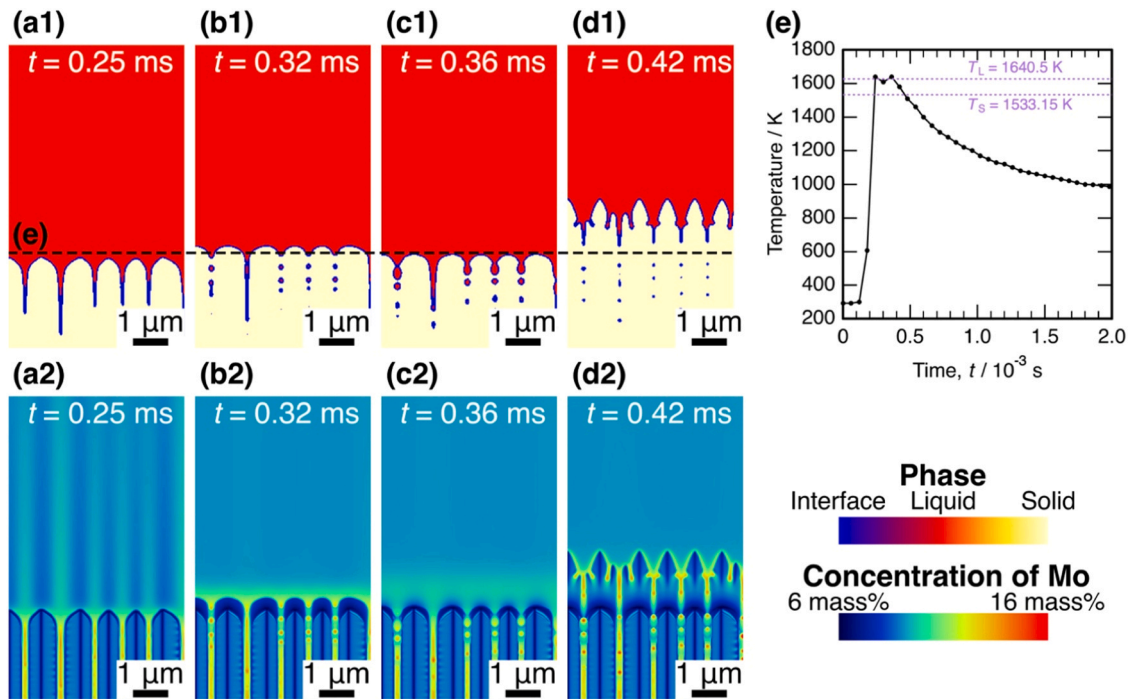 (a1)
(b1)
(c1)
(d1)
(e)
t = 0.25 ms
t = 0.32 ms
t = 0.36 ms
t = 0.42 ms
(e)
1 µm
1 µm
1 µm
1 µm
1800
1600
1400
1200
1000
800
600
400
200
Temperature / K
TL = 1640.5 K
TS = 1533.15 K
0
0.5
1.0
1.5
2.0
Time, t / 10-3 s
(a2)
(b2)
(c2)
(d2)
t = 0.25 ms
t = 0.32 ms
t = 0.36 ms
t = 0.42 ms
1 µm
1 µm
1 µm
1 µm
Phase
Interface
Liquid
Solid
Concentration of Mo
6 mass%
16 mass%